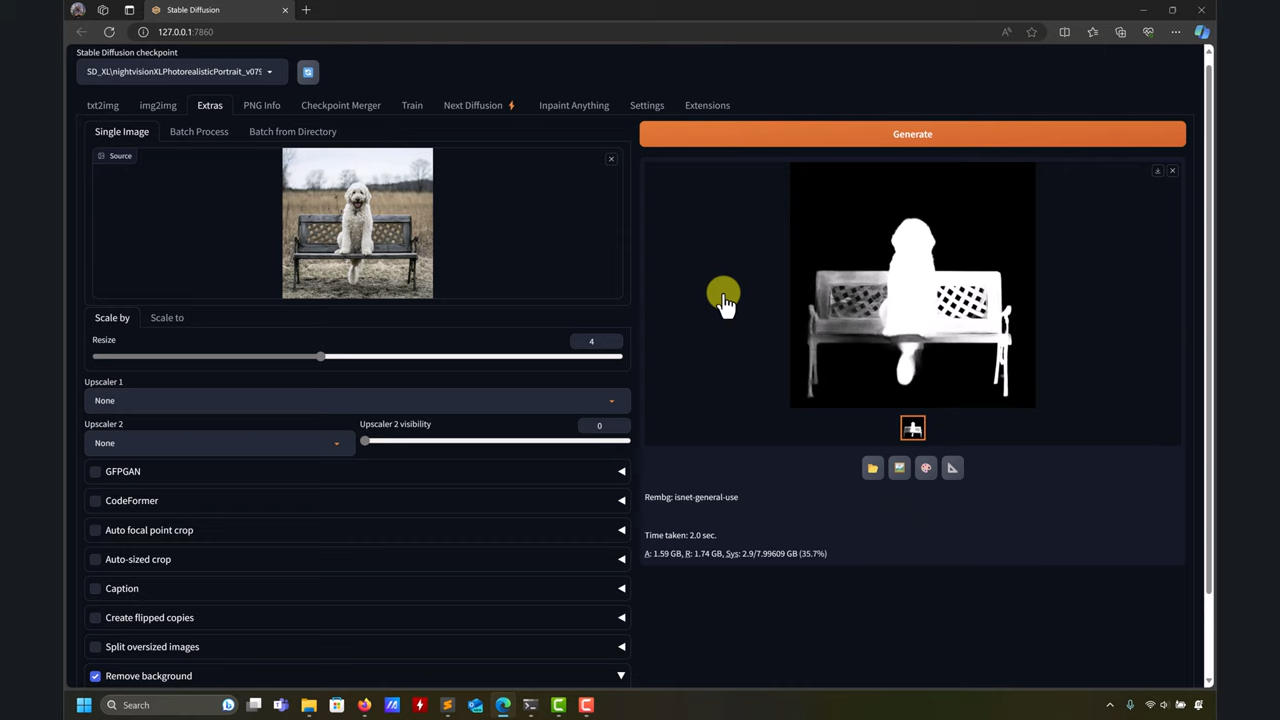 Stable Diffusion
127.0.0.1:7860
Stable Diffusion checkpoint
SD_XL\nightvisionXLPhotorealisticPortrait_v079
txt2img img2img Extras PNG Info Checkpoint Merger Train Next Diffusion Inpaint Anything Settings Extensions
Single Image Batch Process Batch from Directory
Generate
Source
Scale by Scale to
Resize
4
Upscaler 1
None
Upscaler 2
Upscaler 2 visibility
0
None
GFPGAN
CodeFormer
Auto focal point crop
Auto-sized crop
Caption
Create flipped copies
Split oversized images
Remove background
Rembg: isnet-general-use
Time taken: 2.0 sec.
A: 1.59 GB, R: 1.74 GB, Sys: 2.9/7.99609 GB (35.7%)
Search